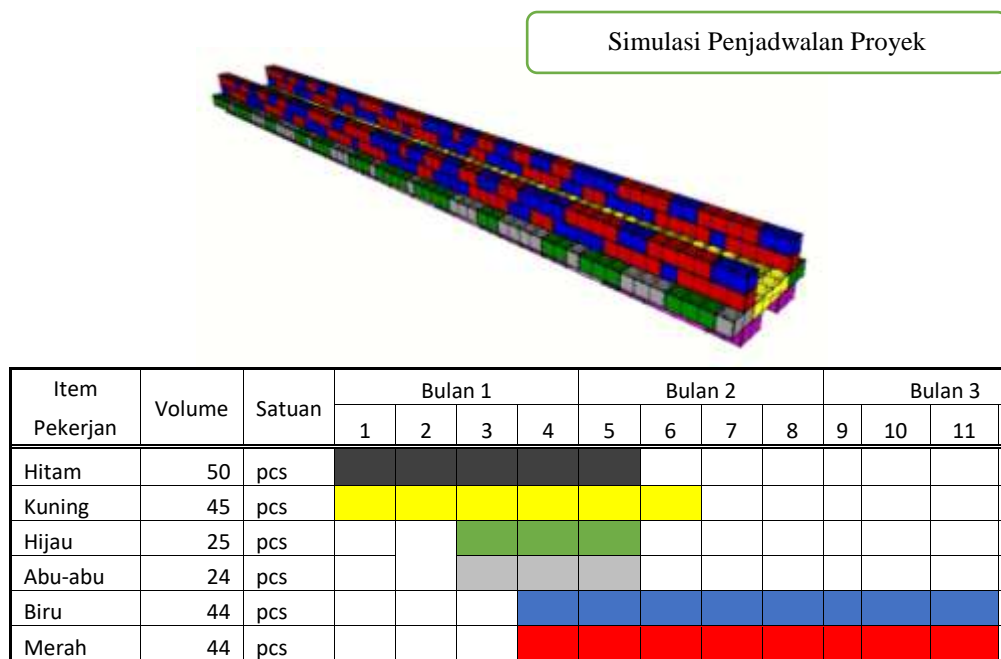 Simulasi Penjadwalan Proyek
Item Pekerjan Volume Satuan Bulan 1 Bulan 2 Bulan 3
1 2 3 4 5 6 7 8 9 10 11
Hitam 50 pcs
Kuning 45 pcs
Hijau 25 pcs
Abu-abu 24 pcs
Biru 44 pcs
Merah 44 pcs